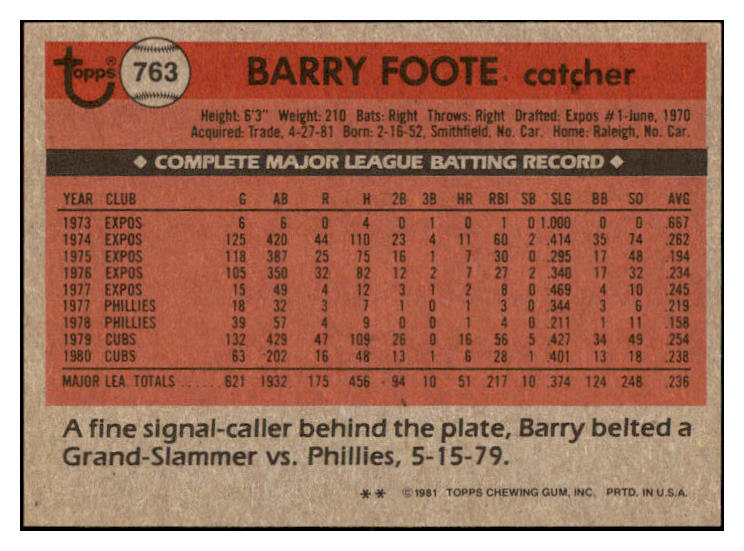 topps® 763 BARRY FOOTE catcher
Height: 6'3" Weight: 210 Bats: Right Throws: Right Drafted: Expos #1-June, 1970
Acquired: Trade, 4-27-81 Born: 2-16-52, Smithfield, No. Car. Home: Raleigh, No. Car.
◆ COMPLETE MAJOR LEAGUE BATTING RECORD ◆
YEAR CLUB G AB R H 2B 3B HR RBI SB SLG BB SO AVG
1973 EXPOS 6 6 0 4 0 1 0 1 0 1.000 0 0 .667
1974 EXPOS 125 420 44 110 23 4 11 60 2 .414 35 74 .262
1975 EXPOS 118 387 25 75 16 1 7 30 0 .295 17 48 .194
1976 EXPOS 105 350 32 82 12 2 7 27 2 .340 17 32 .234
1977 EXPOS 15 49 4 12 3 1 2 8 0 .469 4 10 .245
1977 PHILLIES 18 32 3 7 1 0 1 3 0 .344 3 6 .219
1978 PHILLIES 39 57 4 9 0 0 1 4 0 .211 1 11 .158
1979 CUBS 132 429 47 109 26 0 16 56 5 .427 34 49 .254
1980 CUBS 63 202 16 48 13 1 6 28 1 .401 13 18 .238
MAJOR LEA. TOTALS ...... 621 1932 175 456 94 10 51 217 10 .374 124 248 .236
A fine signal-caller behind the plate, Barry belted a
Grand-Slammer vs. Phillies, 5-15-79.
** ©1981 TOPPS CHEWING GUM, INC. PRTD. IN U.S.A.